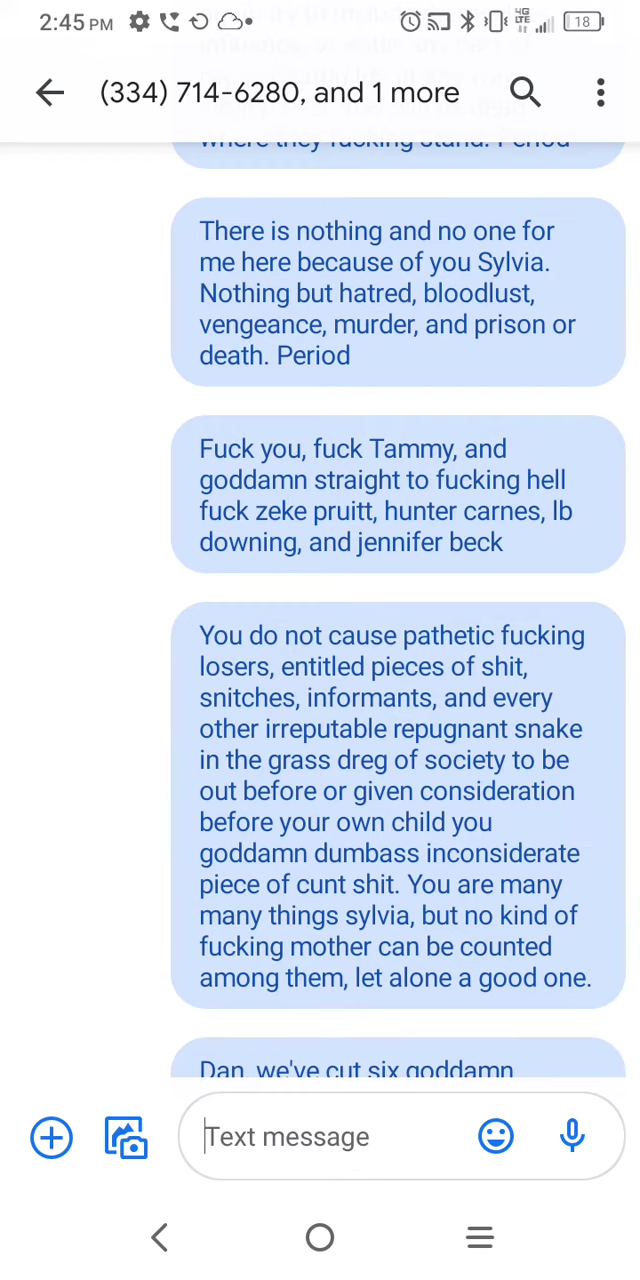 2:45 PM
4G
LTE
18
(334) 714-6280, and 1 more
where they fucking stand. Period
There is nothing and no one for
me here because of you Sylvia.
Nothing but hatred, bloodlust,
vengeance, murder, and prison or
death. Period
Fuck you, fuck Tammy, and
goddamn straight to fucking hell
fuck zeke pruitt, hunter carnes, lb
downing, and jennifer beck
You do not cause pathetic fucking
losers, entitled pieces of shit,
snitches, informants, and every
other irreputable repugnant snake
in the grass dreg of society to be
out before or given consideration
before your own child you
goddamn dumbass inconsiderate
piece of cunt shit. You are many
many things sylvia, but no kind of
fucking mother can be counted
among them, let alone a good one.
Dan, we've cut six goddamn
Text message